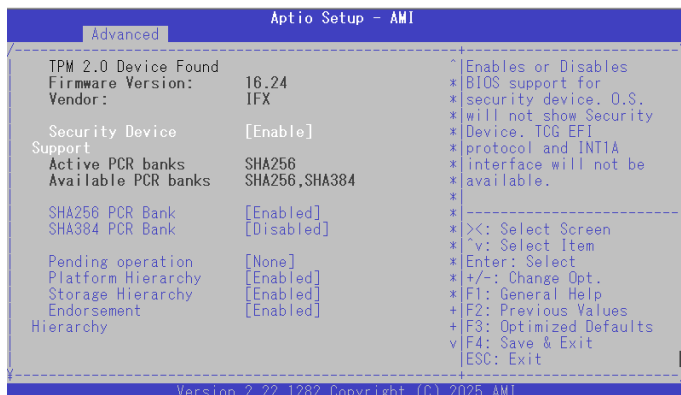 Aptio Setup - AMI
Advanced
TPM 2.0 Device Found
Firmware Version: 16.24
Vendor: IFX
Security Device [Enable]
Support
Active PCR banks SHA256
Available PCR banks SHA256,SHA384
SHA256 PCR Bank [Enabled]
SHA384 PCR Bank [Disabled]
Pending operation [None]
Platform Hierarchy [Enabled]
Storage Hierarchy [Enabled]
Endorsement [Enabled]
Hierarchy
Enables or Disables
BIOS support for
security device. O.S.
will not show Security
Device. TCG EFI
protocol and INT1A
interface will not be
available.
><: Select Screen
^v: Select Item
Enter: Select
+/-: Change Opt.
F1: General Help
F2: Previous Values
F3: Optimized Defaults
F4: Save & Exit
ESC: Exit
Version 2.22.1282 Copyright (C) 2025 AMI